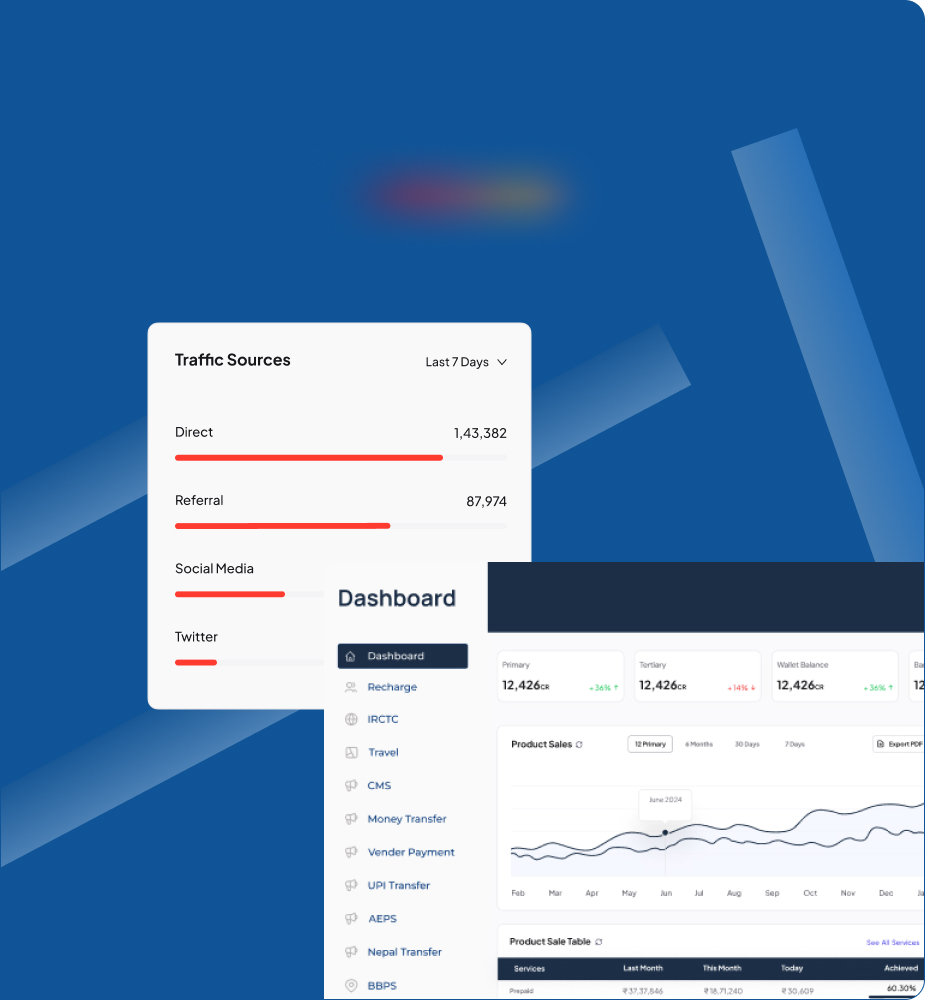 Traffic Sources
Last 7 Days
Direct
1,43,382
Referral
87,974
Social Media
Twitter
Dashboard
Dashboard
Recharge
IRCTC
Travel
CMS
Money Transfer
Vender Payment
UPI Transfer
AEPS
Nepal Transfer
BBPS
Primary
12,426CR
+36% ↑
Tertiary
12,426CR
+14% ↓
Wallet Balance
12,426CR
+36% ↑
Ba
12
Product Sales
12 Primary
6 Months
30 Days
7 Days
Export PDF
June 2024
Feb Mar Apr May Jun Jul Aug Sep Oct Nov Dec Ja
Product Sale Table
See All Services
Services Last Month This Month Today Achieved
Prepaid ₹37,37,846 ₹18,71,240 ₹30,609 60.30%